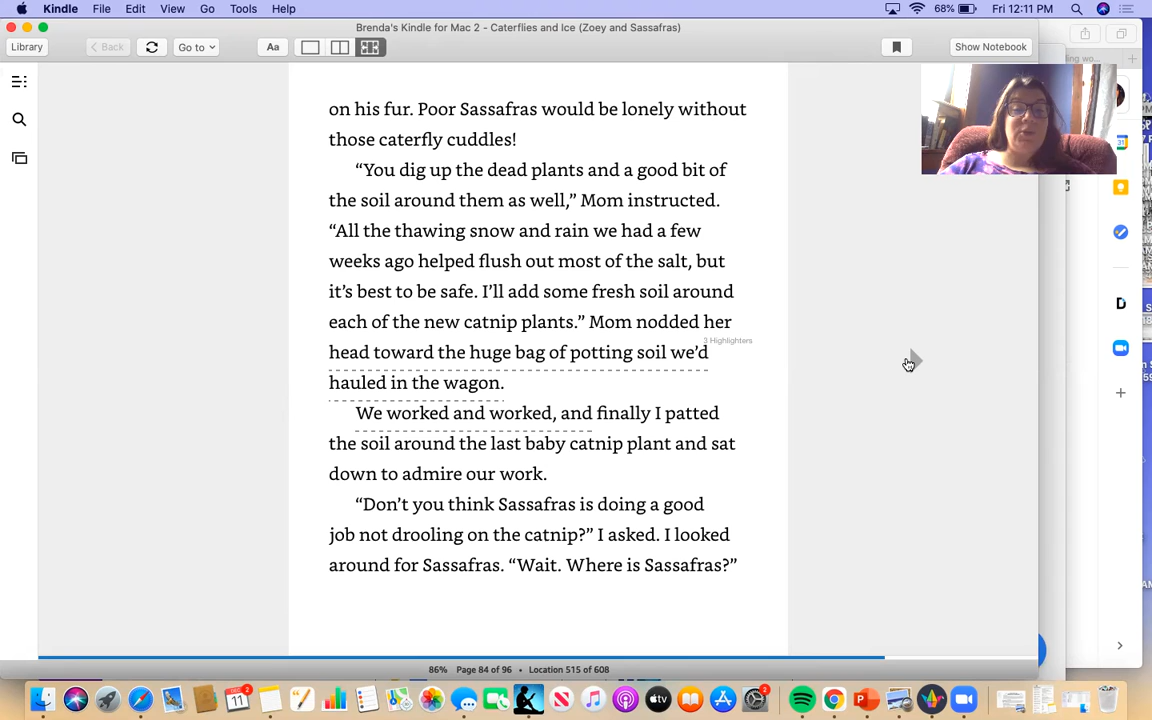 Kindle File Edit View Go Tools Help 68% Fri 12:11 PM
Brenda's Kindle for Mac 2 - Caterflies and Ice (Zoey and Sassafras)
Library Back Go to Aa Show Notebook
on his fur. Poor Sassafras would be lonely without
those caterfly cuddles!
“You dig up the dead plants and a good bit of
the soil around them as well,” Mom instructed.
“All the thawing snow and rain we had a few
weeks ago helped flush out most of the salt, but
it’s best to be safe. I’ll add some fresh soil around
each of the new catnip plants.” Mom nodded her
3 Highlighters
head toward the huge bag of potting soil we’d
hauled in the wagon.
We worked and worked, and finally I patted
the soil around the last baby catnip plant and sat
down to admire our work.
“Don’t you think Sassafras is doing a good
job not drooling on the catnip?” I asked. I looked
around for Sassafras. “Wait. Where is Sassafras?”
86% Page 84 of 96 • Location 515 of 608